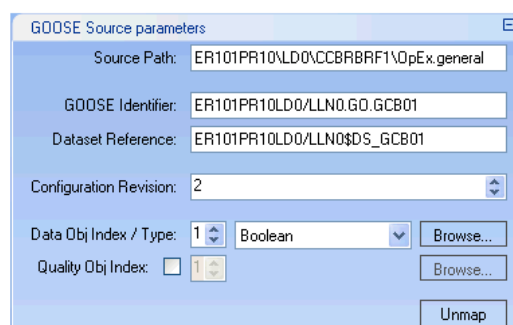 GOOSE Source parameters
Source Path: ER101PR10\LD0\CCBRBRF1\OpEx.general
GOOSE Identifier: ER101PR10LD0/LLN0.GO.GCB01
Dataset Reference: ER101PR10LD0/LLN0$DS_GCB01
Configuration Revision: 2
Data Obj Index / Type: 1 Boolean Browse...
Quality Obj Index: 1 Browse...
Unmap